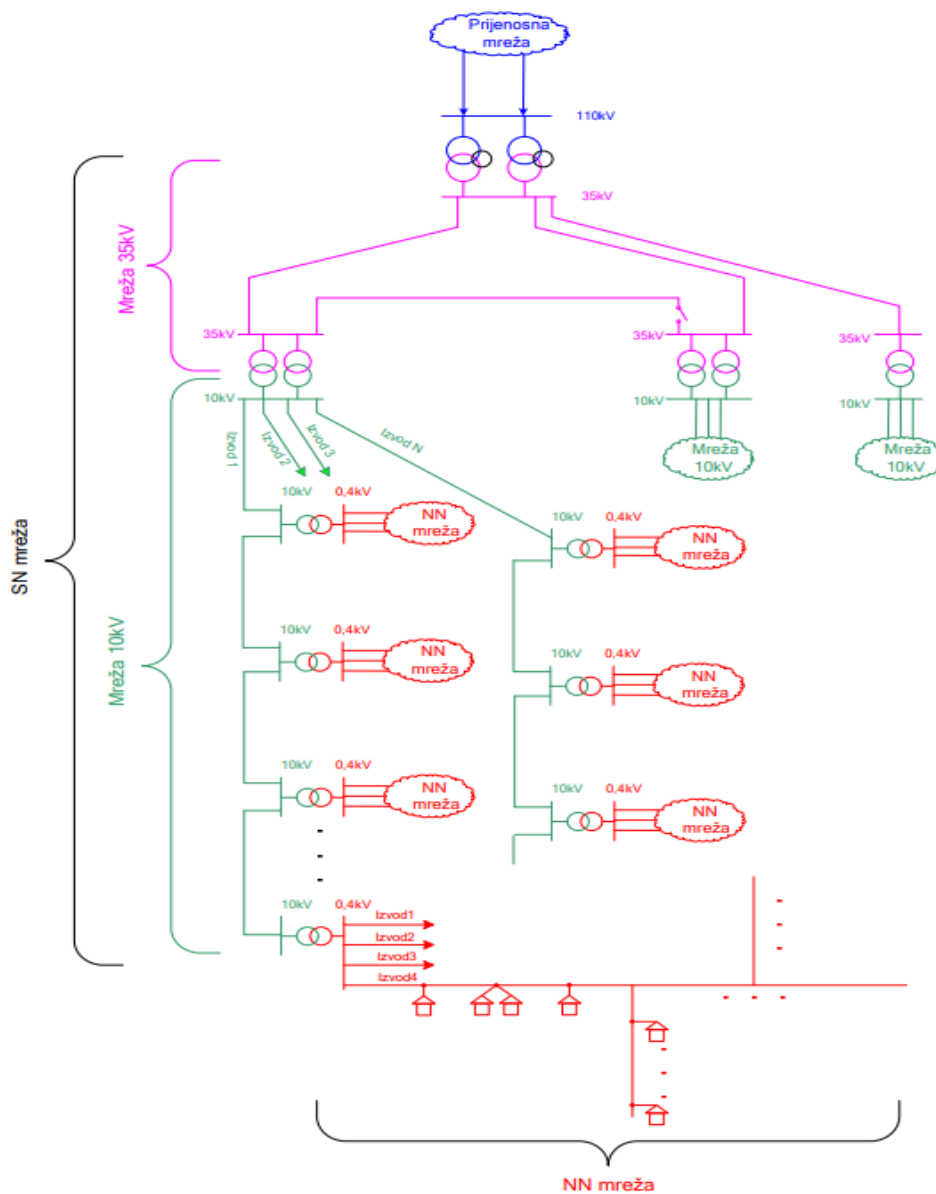 Prijenosna
mreža
110kV
35kV
SN mreža
Mreža 35kV
35kV
35kV
35kV
10kV
10kV
10kV
Mreža 10kV
Izvod 1
Izvod 2
Izvod 3
Izvod N
Mreža
10kV
Mreža
10kV
10kV
0,4kV
NN
mreža
10kV
0,4kV
NN
mreža
10kV
0,4kV
NN
mreža
10kV
0,4kV
NN
mreža
10kV
0,4kV
NN
mreža
10kV
0,4kV
NN
mreža
10kV
0,4kV
Izvod1
Izvod2
Izvod3
Izvod4
NN mreža